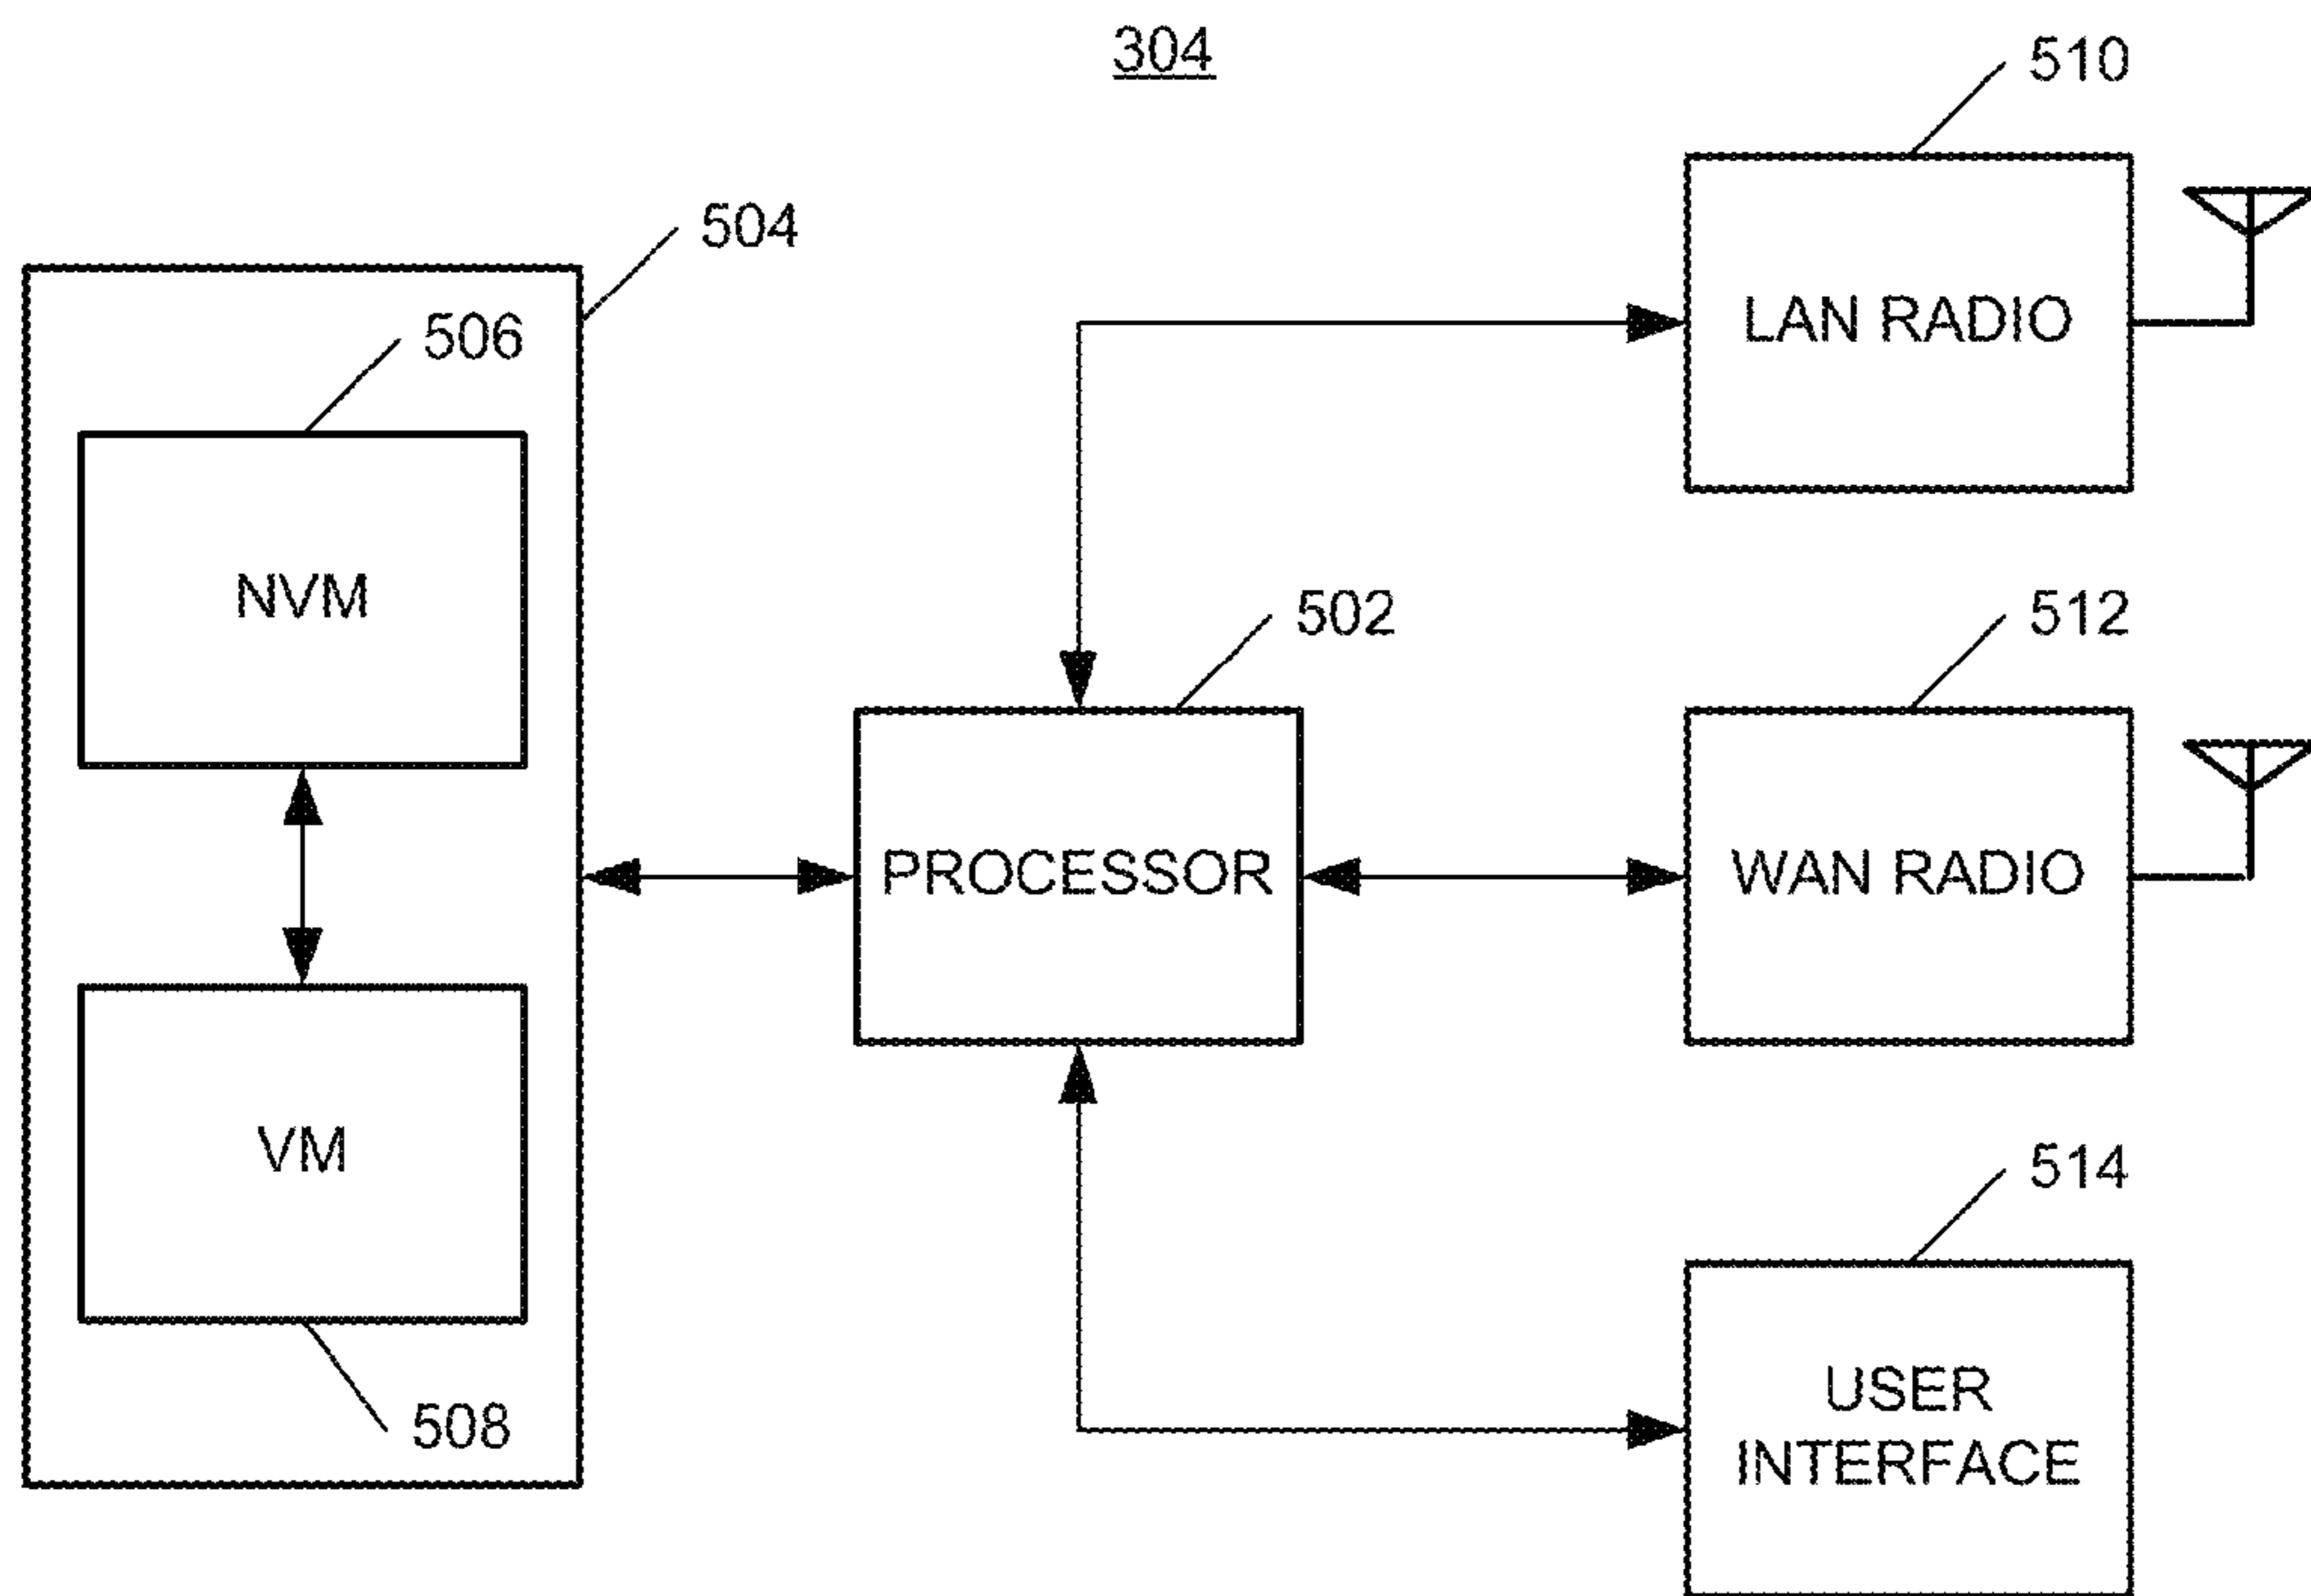 304
510
504
LAN RADIO
506
502
512
NVM
PROCESSOR
WAN RADIO
VM
514
508
USER
INTERFACE